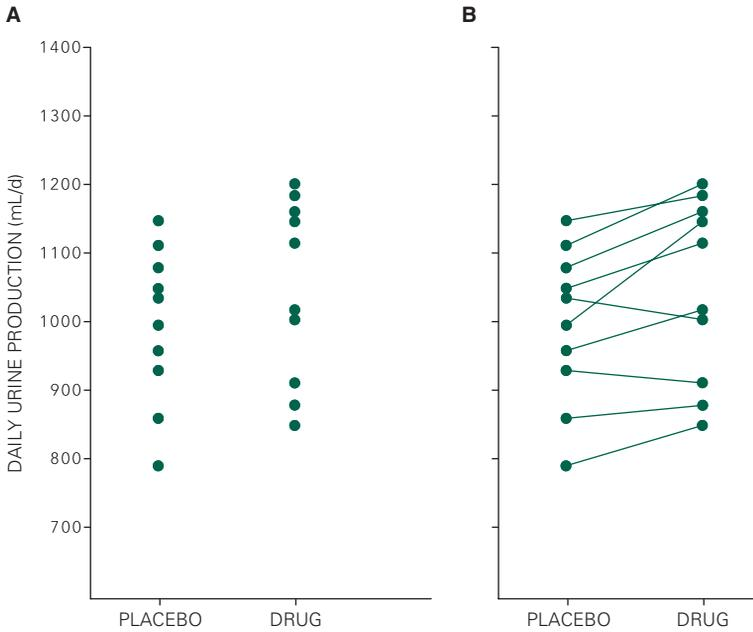 A
B
1400
1300
1200
1100
1000
900
800
700
DAILY URINE PRODUCTION (mL/d)
PLACEBO DRUG
PLACEBO DRUG